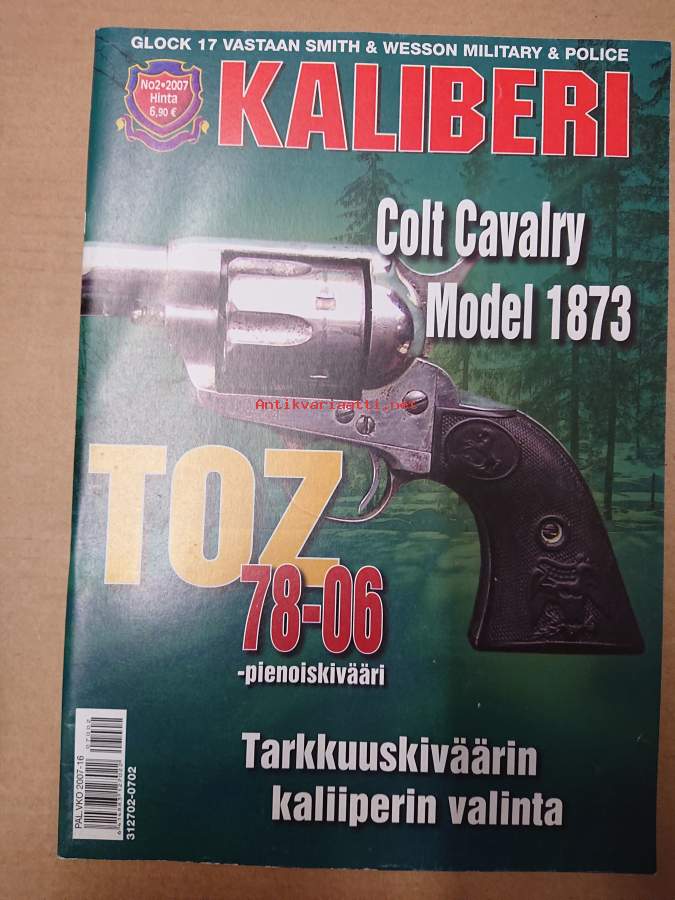 GLOCK 17 VASTAAN SMITH & WESSON MILITARY & POLICE
No2•2007
Hinta
6,90 €
KALIBERI
Colt Cavalry
Model 1873
Antikvariaatti.net
TOZ
78-06
-pienoiskivääri
Tarkkuuskiväärin
kaliiperin valinta
PAL.VKO 2007-16
312702-0702